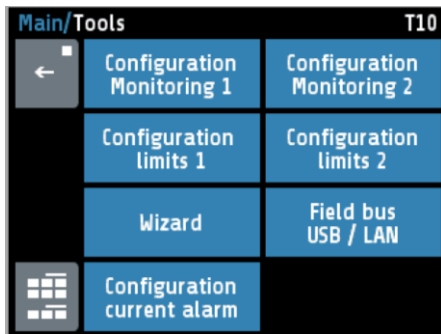 Main/Tools T10
←
Configuration
Monitoring 1
Configuration
Monitoring 2
Configuration
limits 1
Configuration
limits 2
Wizard
Field bus
USB / LAN
Configuration
current alarm